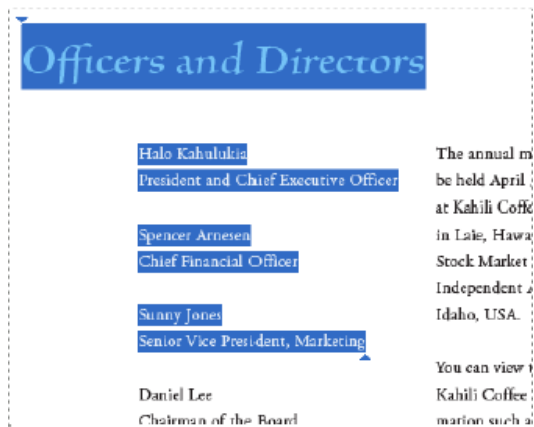 Officers and Directors
Halo Kahulukia
President and Chief Executive Officer
Spencer Arnesen
Chief Financial Officer
Sunny Jones
Senior Vice President, Marketing
Daniel Lee
Chairman of the Board
The annual
be held April
at Kahili
in Laie,
Stock Market
Independent
Idaho, USA.
You can view
Kahili Coffee
mation such